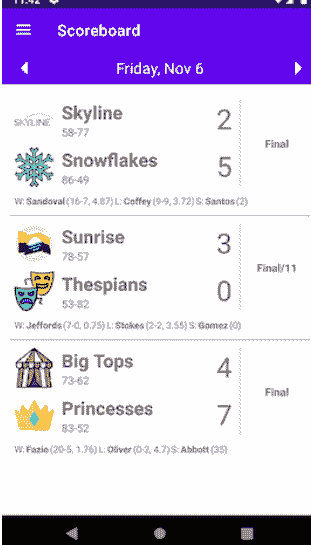 11:42
Scoreboard
Friday, Nov 6
SKYLINE
Skyline 2
58-77
Final
Snowflakes 5
86-49
W: Sandoval (16-7, 4.87) L: Coffey (9-9, 3.72) S: Santos (2)
Sunrise 3
78-57
Final/11
Thespians 0
53-82
W: Jeffords (7-0, 0.75) L: Stokes (2-2, 3.55) S: Gomez (0)
Big Tops 4
73-62
Final
Princesses 7
83-52
W: Fazio (20-5, 1.76) L: Oliver (0-2, 4.7) S: Abbott (35)